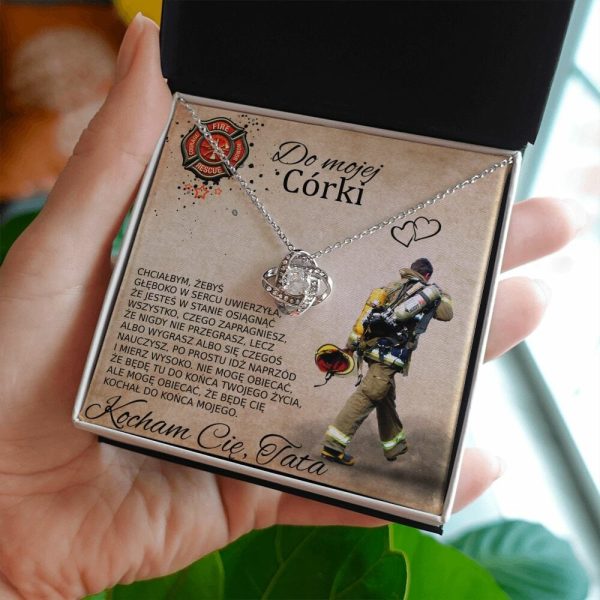 FIRE
COURAGE HONOR
RESCUE
Do mojej
Córki
CHCIAŁBYM, ŻEBYŚ
GŁĘBOKO W SERCU UWIERZYŁA,
ŻE JESTEŚ W STANIE OSIĄGNĄĆ
WSZYSTKO, CZEGO ZAPRAGNIESZ,
ŻE NIGDY NIE PRZEGRASZ, LECZ
ALBO WYGRASZ ALBO SIĘ CZEGOŚ
NAUCZYSZ, PO PROSTU IDŹ NAPRZÓD
I MIERZ WYSOKO. NIE MOGĘ OBIECAĆ,
ŻE BĘDĘ TU DO KOŃCA TWOJEGO ŻYCIA,
ALE MOGĘ OBIECAĆ, ŻE BĘDĘ CIĘ
KOCHAŁ DO KOŃCA MOJEGO.
Kocham Cię, Tata